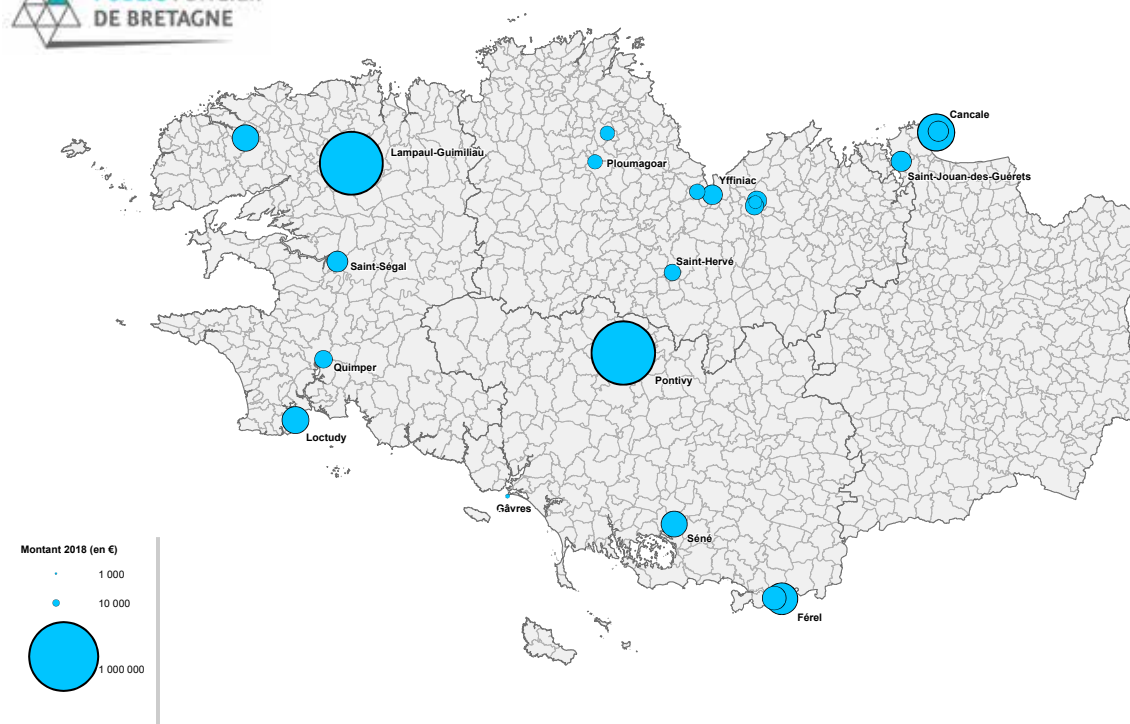 DE BRETAGNE
Cancale
Lampaul-Guimiliau
Ploumagoar
Saint-Jouan-des-Guérets
Yffiniac
Saint-Hervé
Saint-Ségal
Quimper
Pontivy
Loctudy
Gâvres
Séné
Férel
Montant 2018 (en €)
1 000
10 000
1 000 000